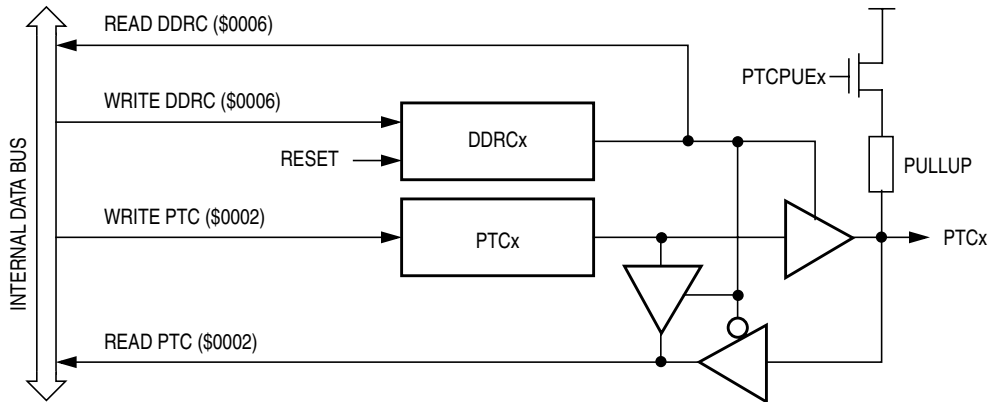 READ DDRC ($0006)
PTCPUEx
WRITE DDRC ($0006)
DDRCx
RESET
PULLUP
INTERNAL DATA BUS
WRITE PTC ($0002)
PTCx
PTCx
READ PTC ($0002)